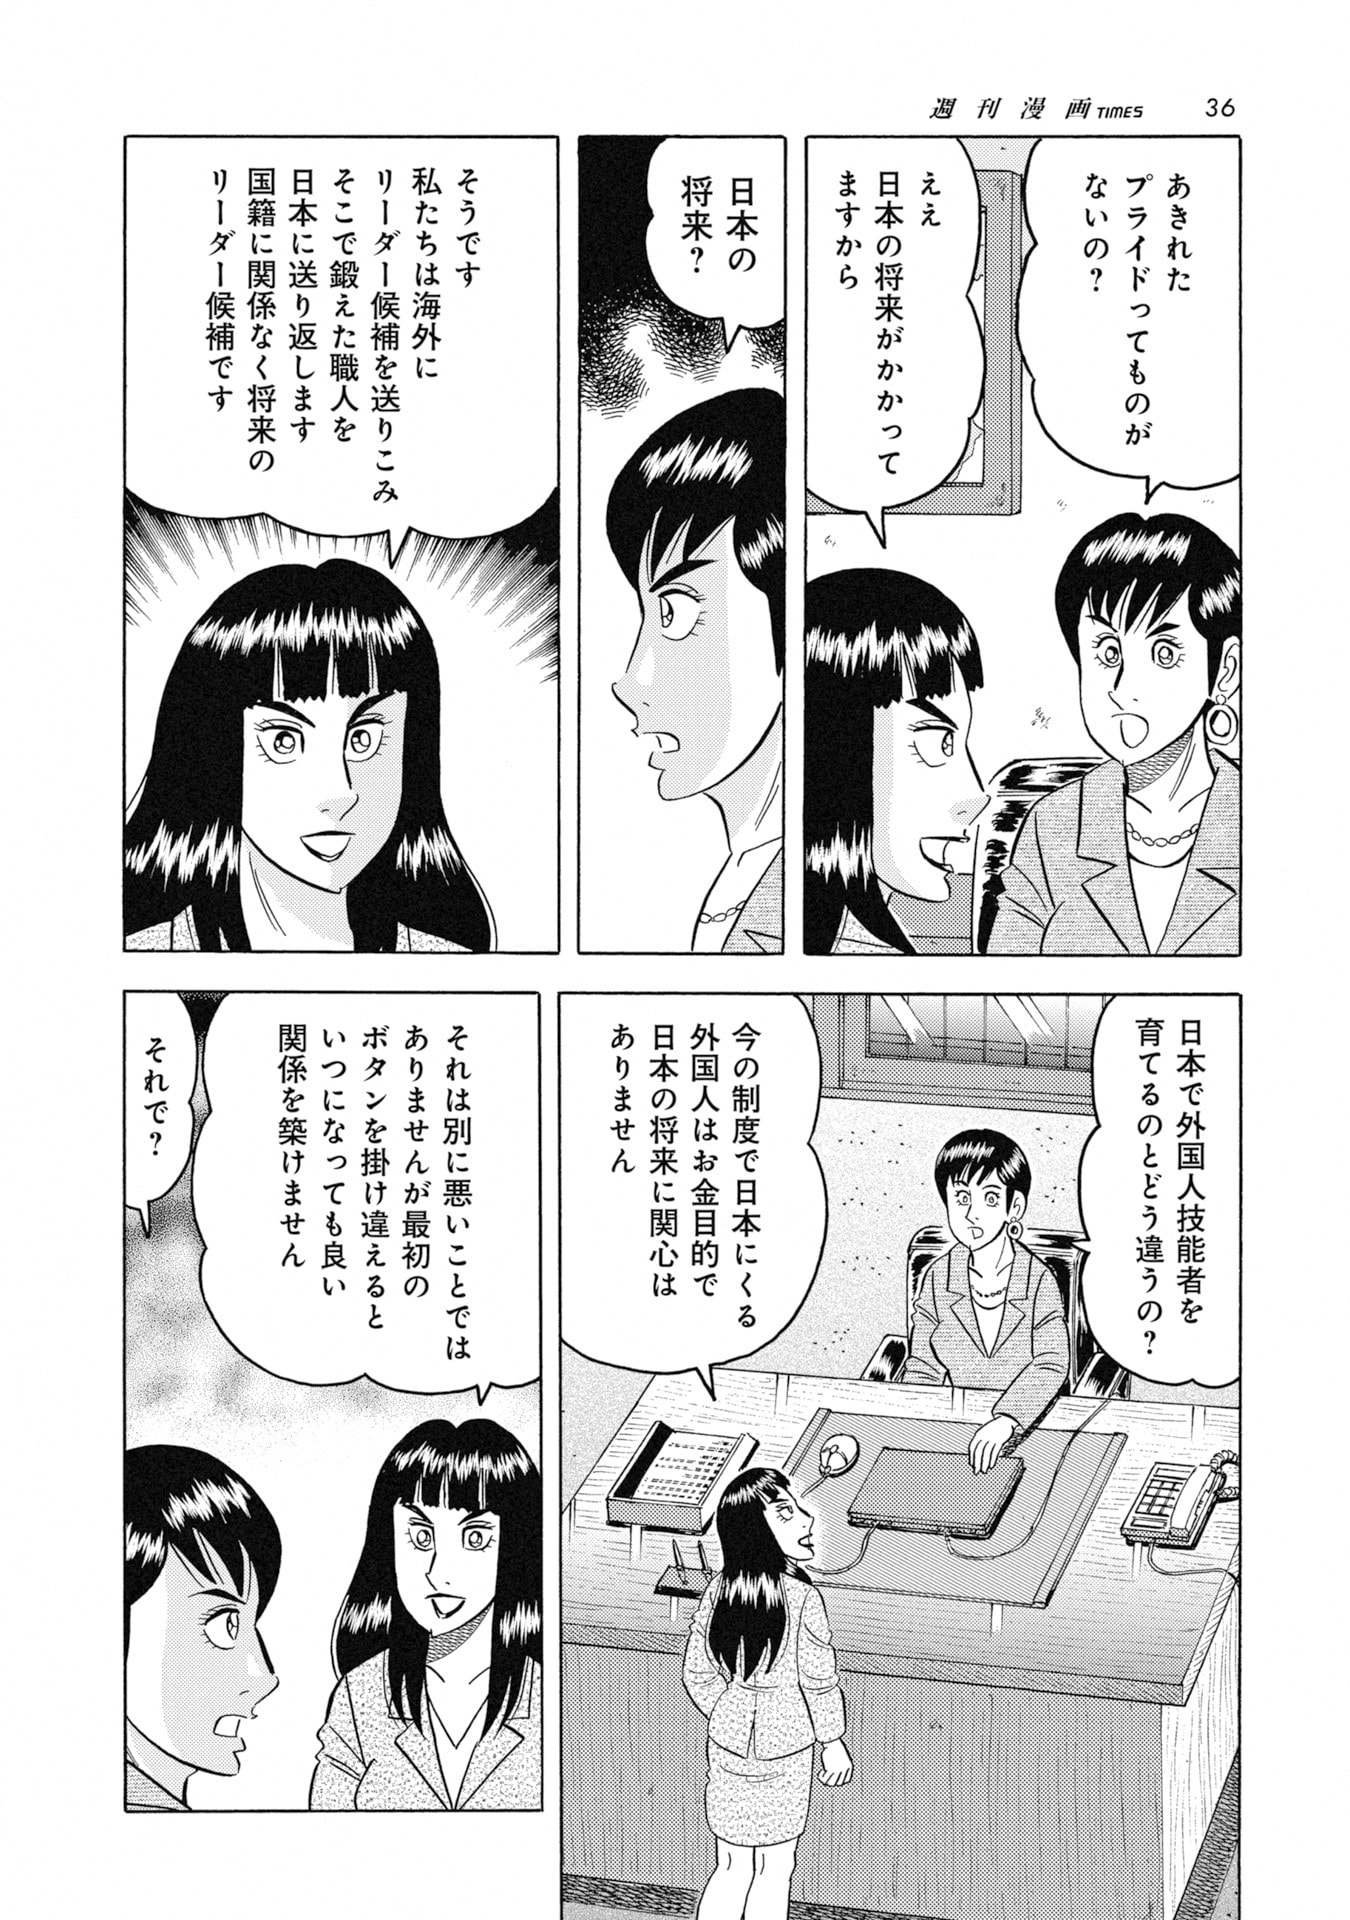 週刊漫画TIMES 36
あきれた
プライドってものが
ないの？
ええ
日本の将来がかかって
ますから
日本の
将来？
そうです
私たちは海外に
リーダー候補を送りこみ
そこで鍛えた職人を
日本に送り返します
国籍に関係なく将来の
リーダー候補です
日本で外国人技能者を
育てるのとどう違うの？
今の制度で日本にくる
外国人はお金目的で
日本の将来に関心は
ありません
それは別に悪いことでは
ありませんが最初の
ボタンを掛け違えると
いつになっても良い
関係を築けません
それで？